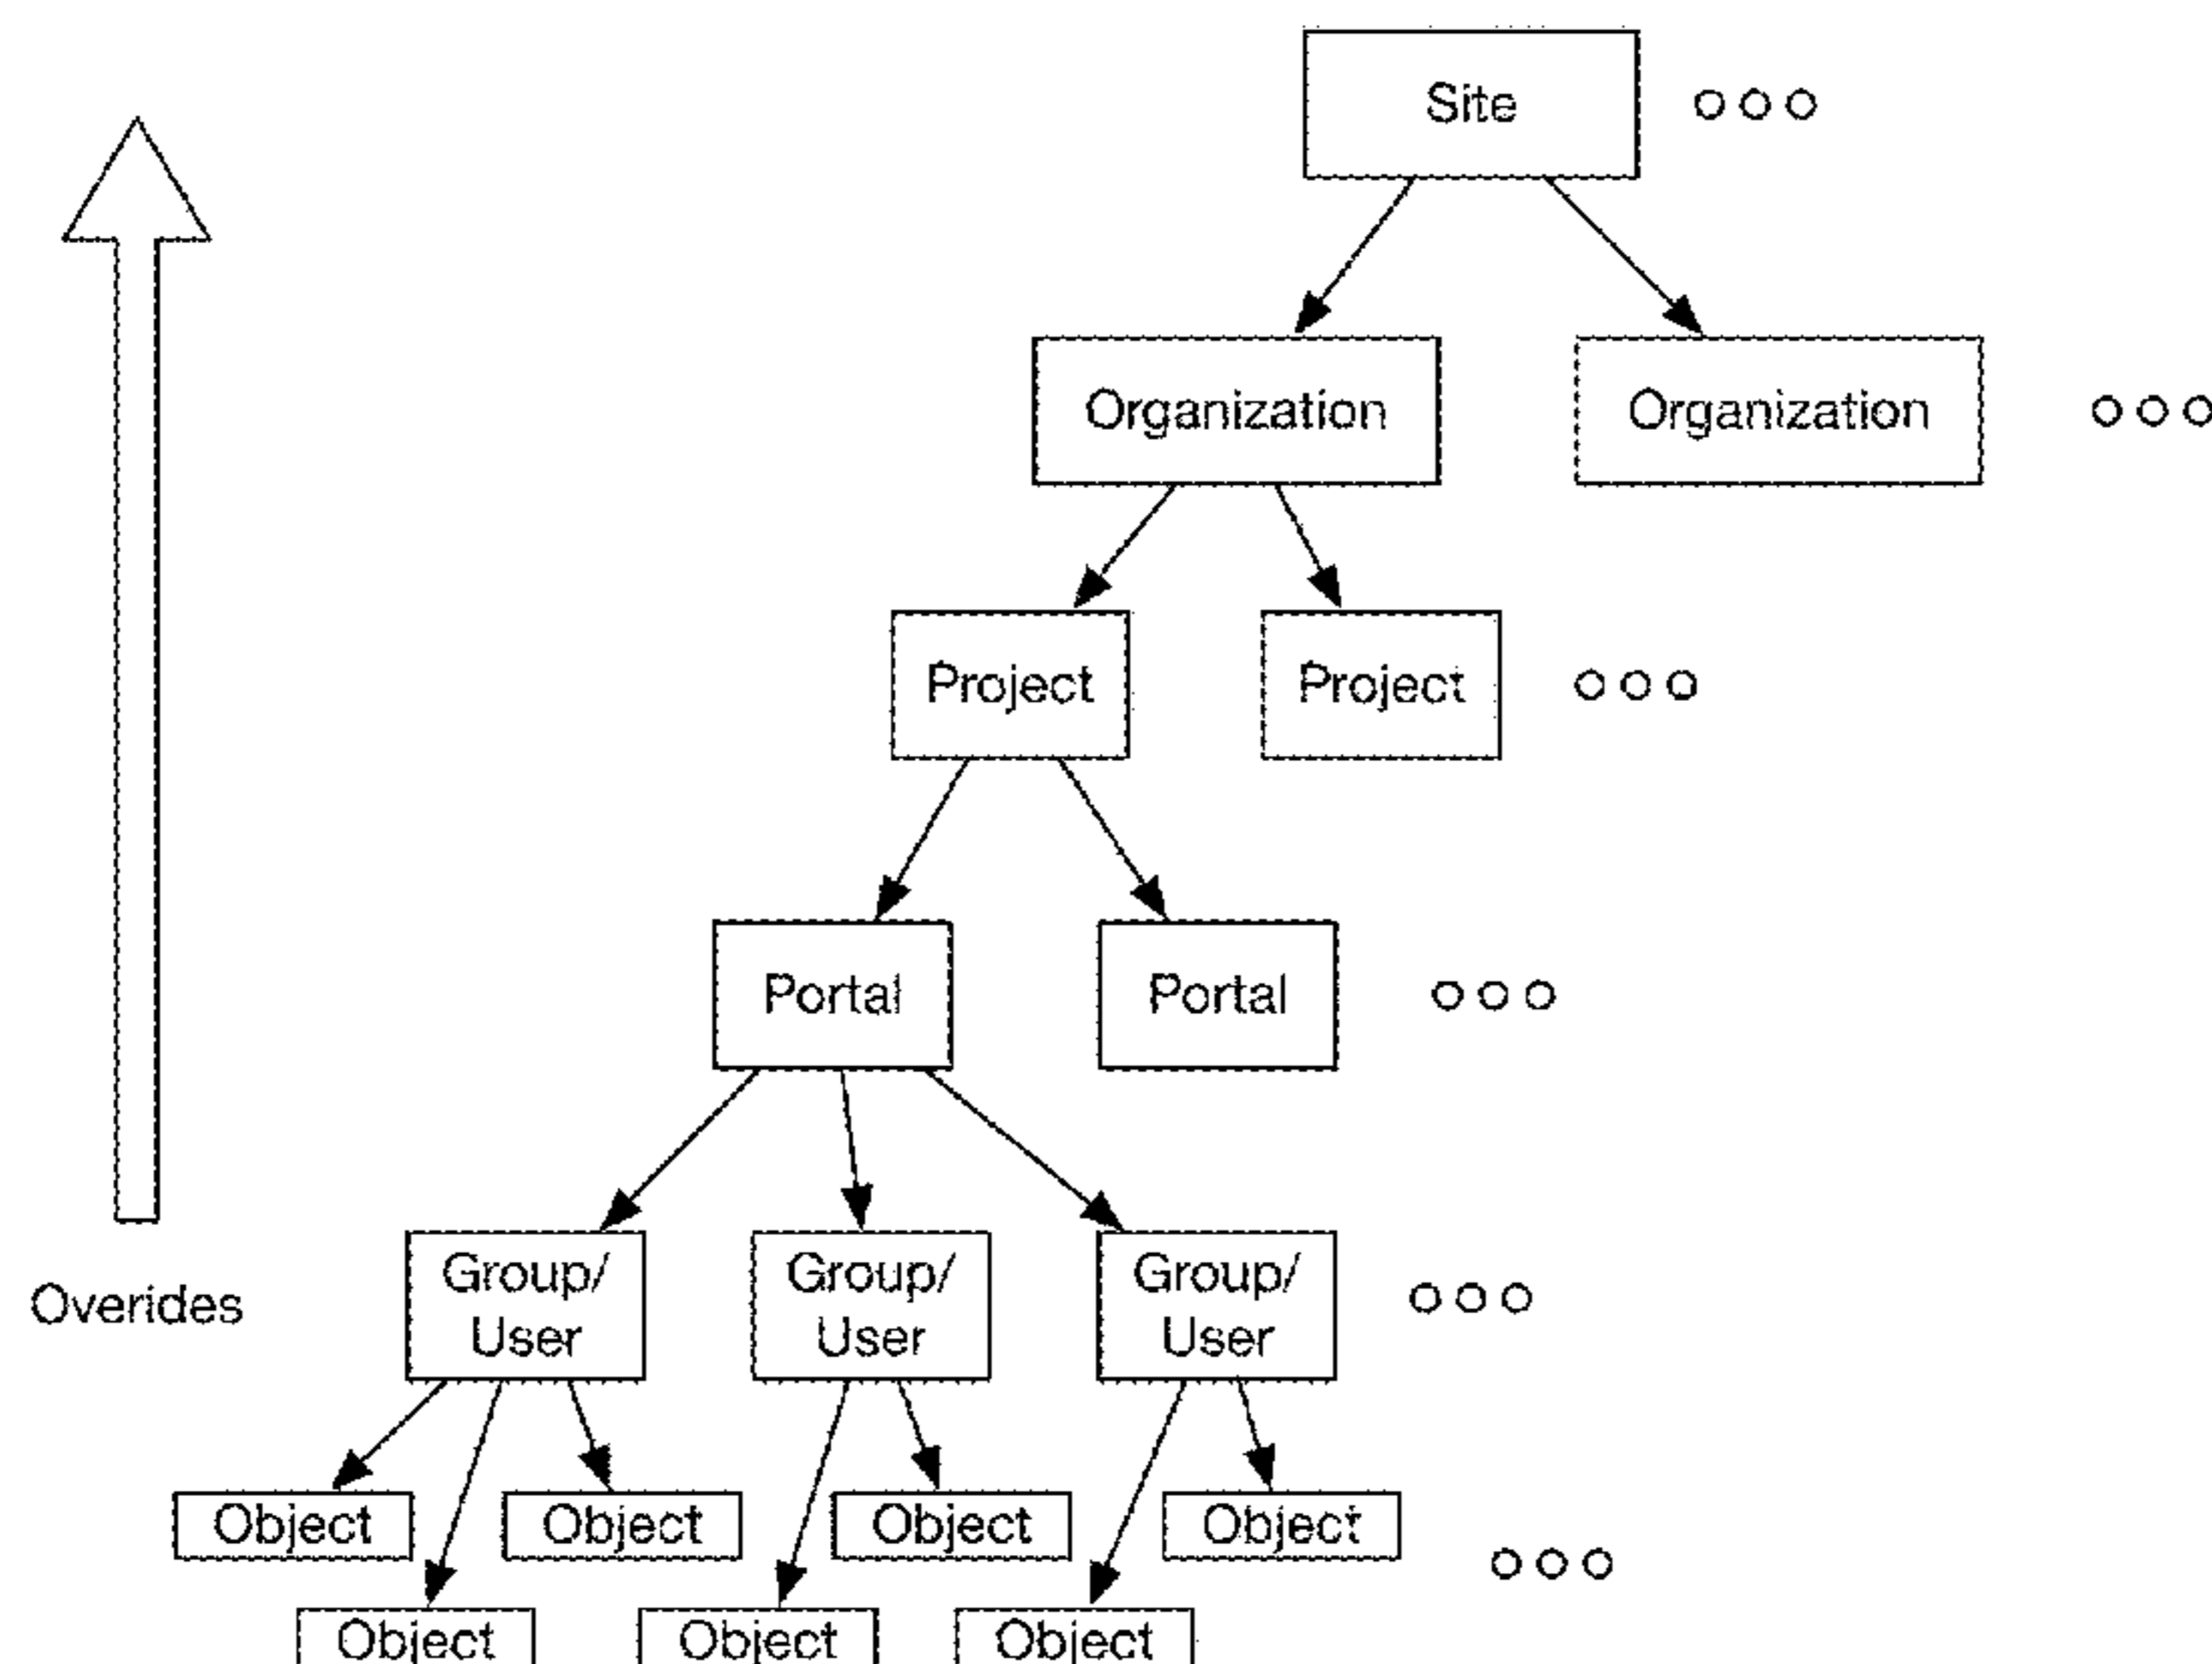 Site
Organization
Organization
Project
Project
Portal
Portal
Group/
User
Group/
User
Group/
User
Overides
Object
Object
Object
Object
Object
Object
Object